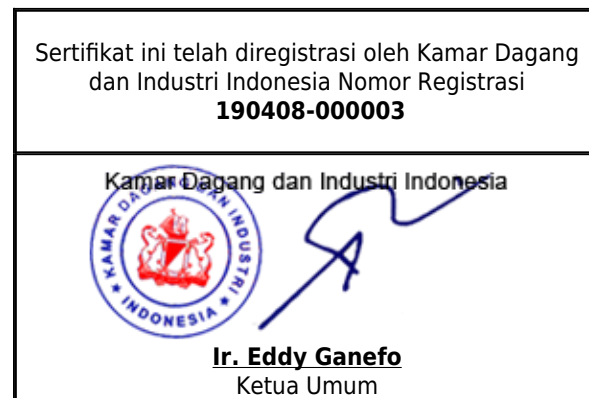 Sertifikat ini telah diregistrasi oleh Kamar Dagang
dan Industri Indonesia Nomor Registrasi
190408-000003
Kamar Dagang dan Industri Indonesia
KAMAR DAGANG DAN INDUSTRI
INDONESIA
Ir. Eddy Ganefo
Ketua Umum